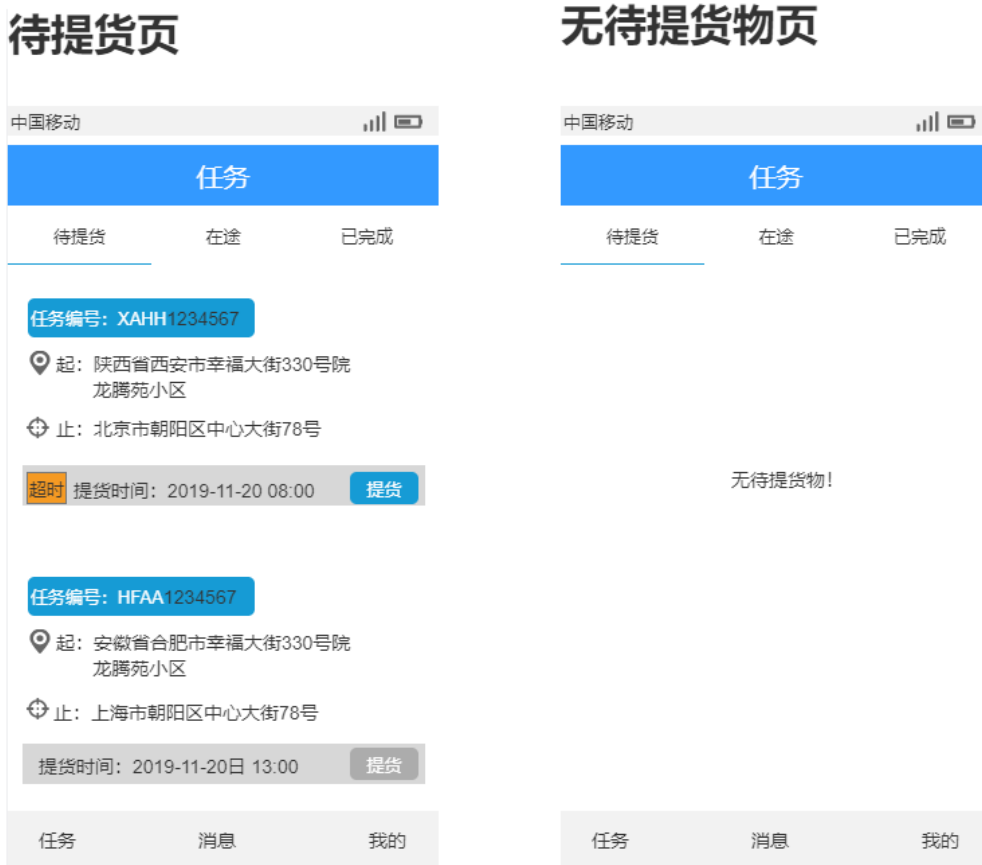 待提货页
中国移动
任务
待提货 在途 已完成
任务编号：XAHH1234567
起：陕西省西安市幸福大街330号院
龙腾苑小区
止：北京市朝阳区中心大街78号
超时 提货时间：2019-11-20 08:00 提货
任务编号：HFAA1234567
起：安徽省合肥市幸福大街330号院
龙腾苑小区
止：上海市朝阳区中心大街78号
提货时间：2019-11-20日 13:00 提货
任务 消息 我的
无待提货物页
中国移动
任务
待提货 在途 已完成
无待提货物！
任务 消息 我的